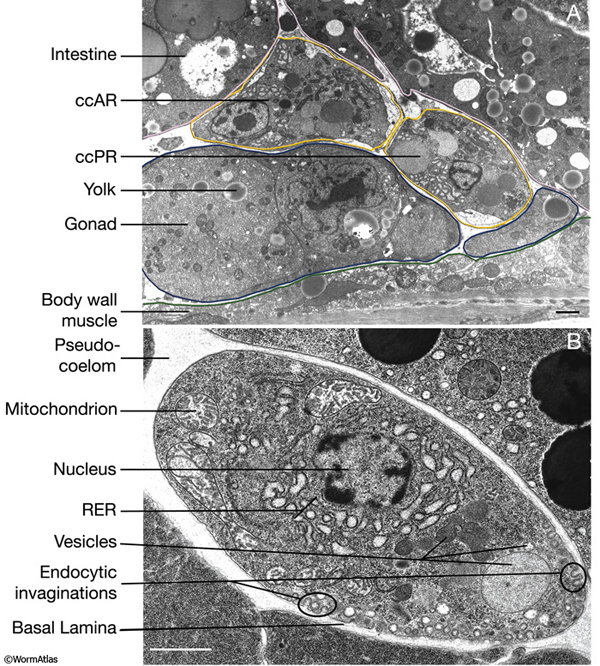 A
Intestine
ccAR
ccPR
Yolk
Gonad
Body wall
muscle
B
Pseudo-
coelom
Mitochondrion
Nucleus
RER
Vesicles
Endocytic
invaginations
Basal Lamina
©WormAtlas